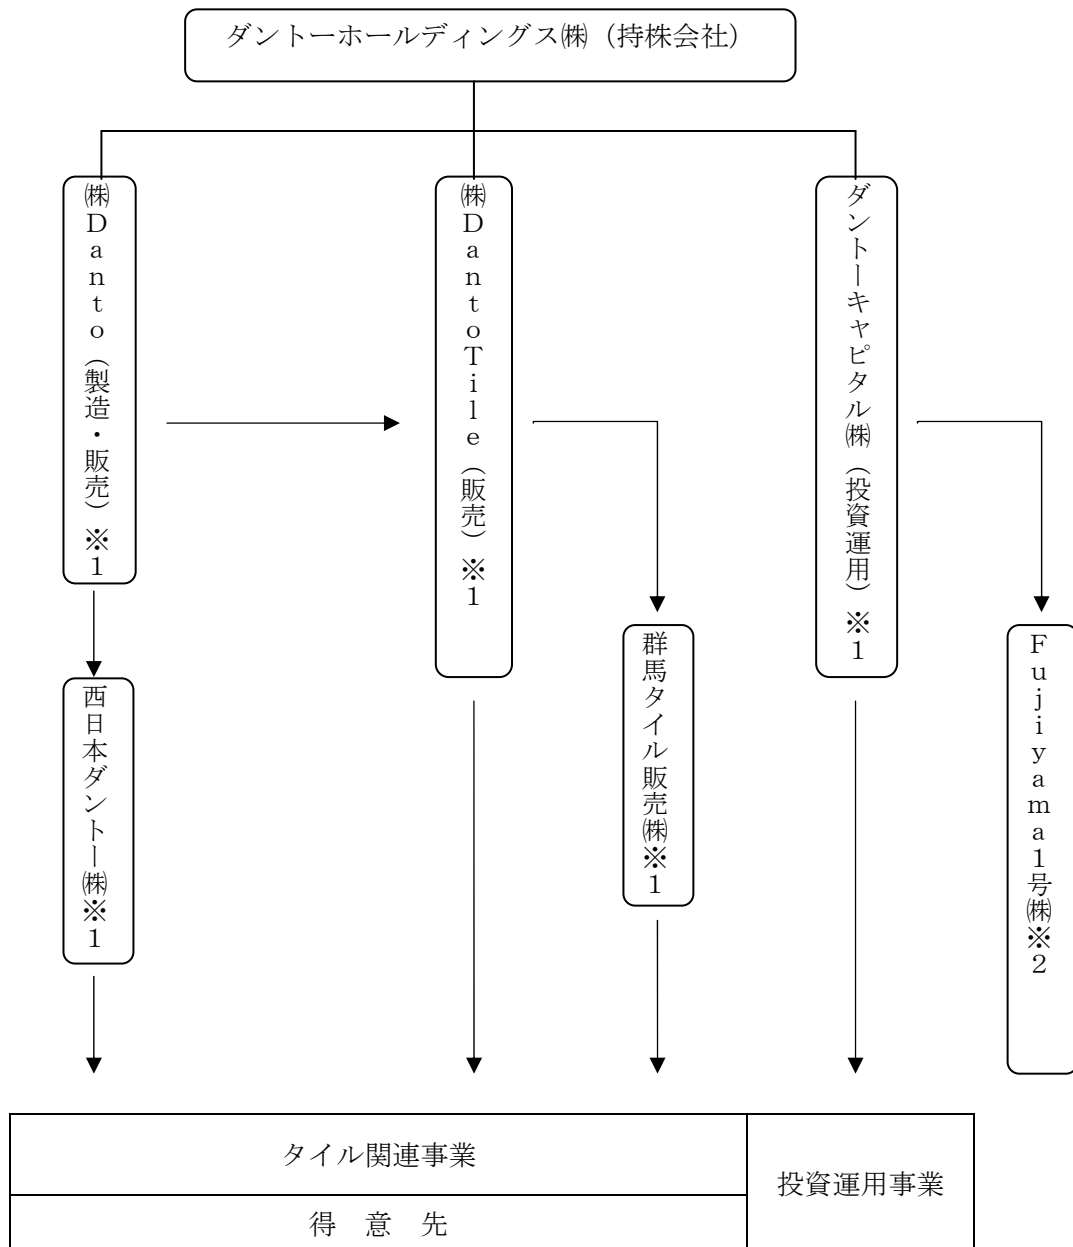 ダントーホールディングス㈱（持株会社）
㈱Ｄａｎｔｏ（製造・販売）※１
㈱ＤａｎｔｏＴｉｌｅ（販売）※１
ダントーキャピタル㈱（投資運用）※１
西日本ダントー㈱※１
群馬タイル販売㈱※１
Ｆｕｊｉｙａｍａ１号㈱※２
タイル関連事業
投資運用事業
得　意　先